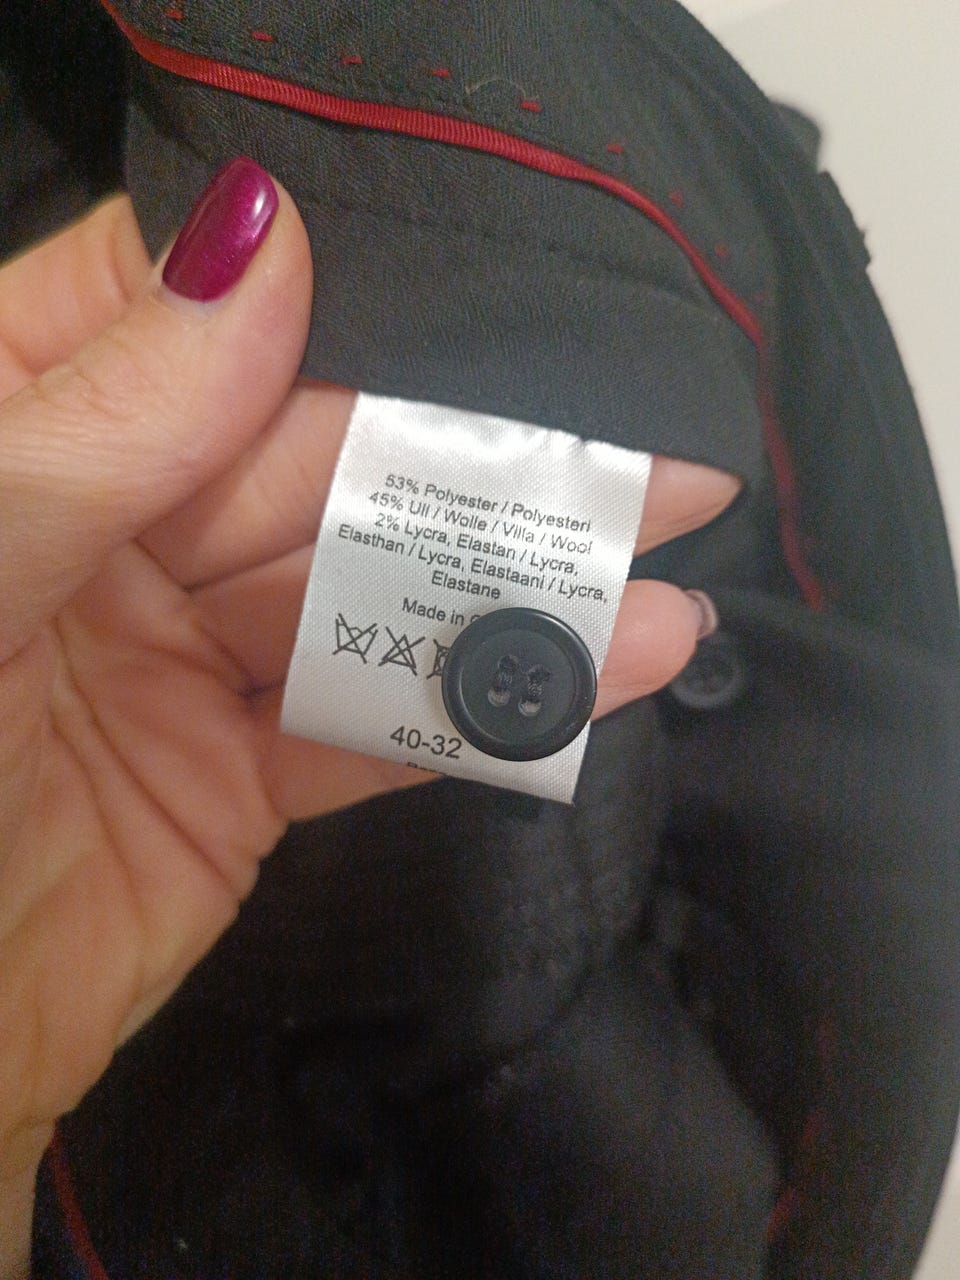 53% Polyester / Polyesteri
45% Ull / Wolle / Villa / Wool
2% Lycra, Elastan / Lycra,
Elasthan / Lycra, Elastaani / Lycra,
Elastane
Made in
40-32